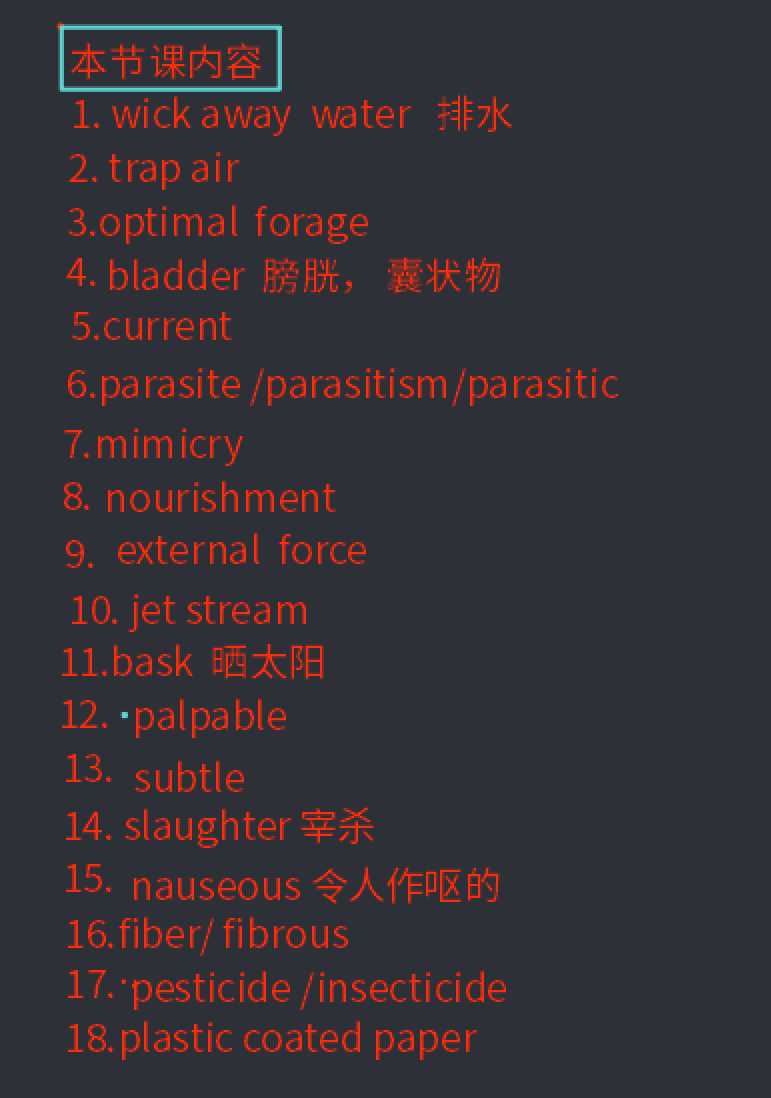 本节课内容
1. wick away water 排水
2. trap air
3.optimal forage
4. bladder 膀胱， 囊状物
5.current
6.parasite /parasitism/parasitic
7.mimicry
8. nourishment
9. external force
10. jet stream
11.bask 晒太阳
12. ·palpable
13. subtle
14. slaughter 宰杀
15. nauseous 令人作呕的
16.fiber/ fibrous
17.·pesticide /insecticide
18.plastic coated paper